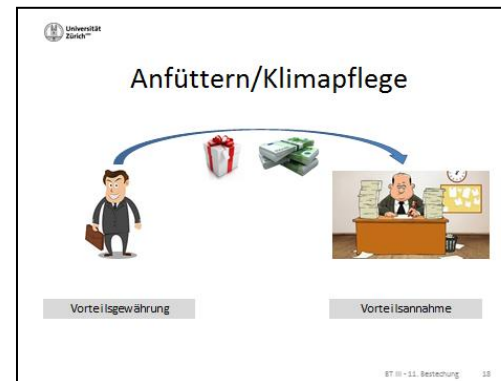 Universität
Zürich
Anfüttern/Klimapflege
Vorteilsgewährung
Vorteilsannahme
BT III - 11. Bestechung 18